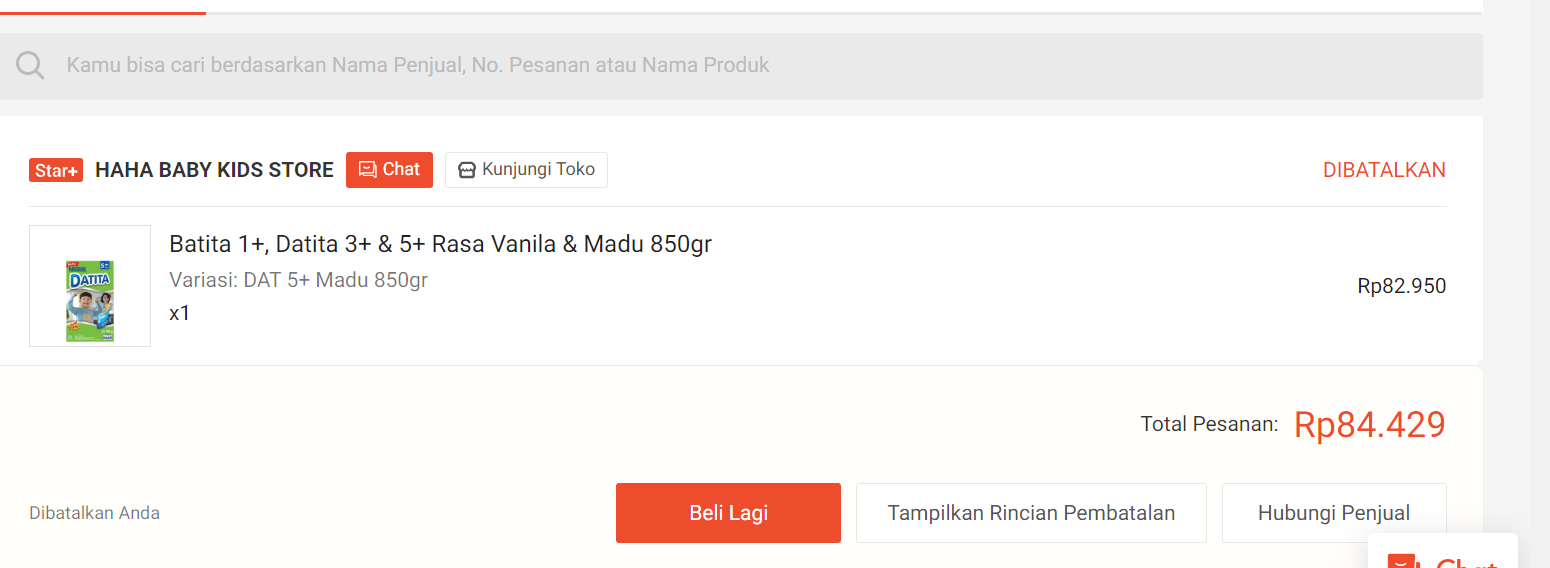 Kamu bisa cari berdasarkan Nama Penjual, No. Pesanan atau Nama Produk
Star+ HAHA BABY KIDS STORE Chat Kunjungi Toko DIBATALKAN
Batita 1+, Datita 3+ & 5+ Rasa Vanila & Madu 850gr
Variasi: DAT 5+ Madu 850gr
x1
Rp82.950
DATITA
5+
Total Pesanan: Rp84.429
Dibatalkan Anda Beli Lagi Tampilkan Rincian Pembatalan Hubungi Penjual
Chat